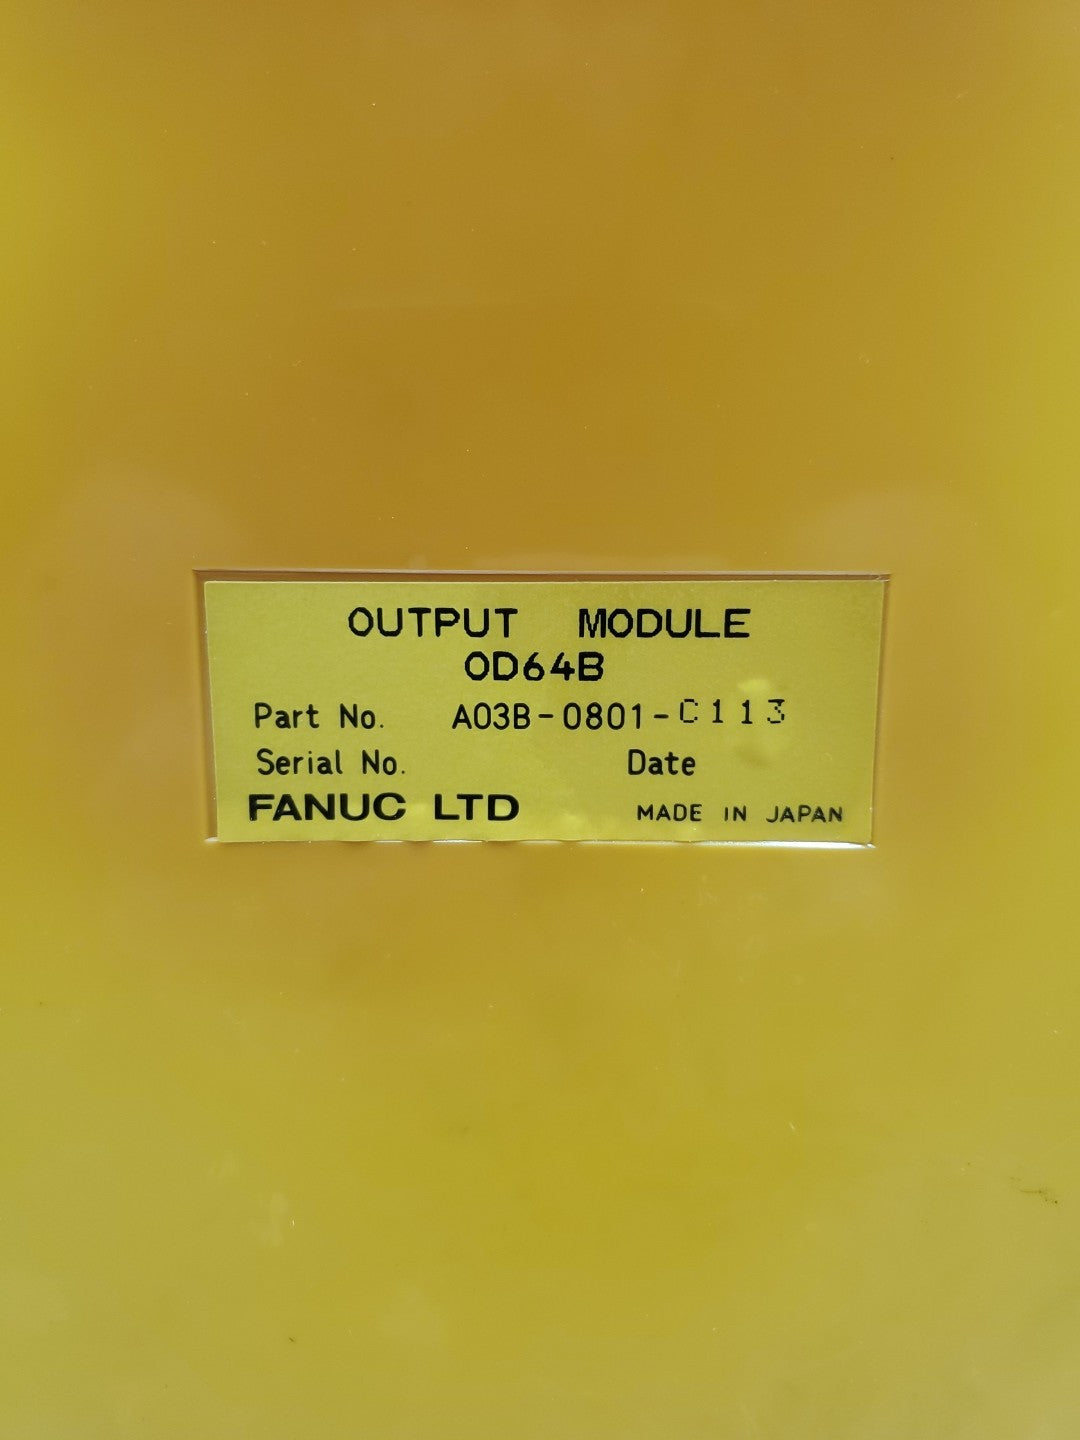 OUTPUT MODULE
OD64B
Part No. A03B-0801-C113
Serial No. Date
FANUC LTD MADE IN JAPAN